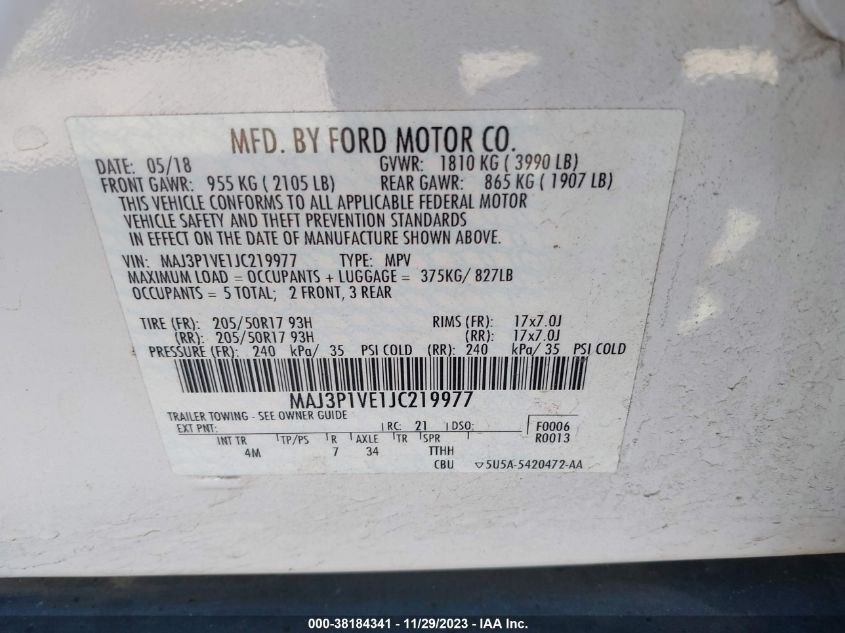 MFD. BY FORD MOTOR CO.
DATE: 05/18 GVWR: 1810 KG ( 3990 LB)
FRONT GAWR: 955 KG ( 2105 LB) REAR GAWR: 865 KG ( 1907 LB)
THIS VEHICLE CONFORMS TO ALL APPLICABLE FEDERAL MOTOR
VEHICLE SAFETY AND THEFT PREVENTION STANDARDS
IN EFFECT ON THE DATE OF MANUFACTURE SHOWN ABOVE.
VIN: MAJ3P1VE1JC219977 TYPE: MPV
MAXIMUM LOAD = OCCUPANTS + LUGGAGE = 375KG/ 827LB
OCCUPANTS = 5 TOTAL; 2 FRONT, 3 REAR
TIRE (FR): 205/50R17 93H RIMS (FR): 17x7.0J
(RR): 205/50R17 93H (RR): 17x7.0J
PRESSURE (FR): 240 kPa/ 35 PSI COLD (RR): 240 kPa/ 35 PSI COLD
MAJ3P1VE1JC219977
TRAILER TOWING - SEE OWNER GUIDE
EXT PNT: RC: 21 DSO: F0006
R0013
INT TR TP/PS R AXLE TR SPR
4M 7 34 TTHH
CBU ▽5U5A-5420472-AA
000-38184341 - 11/29/2023 - IAA Inc.